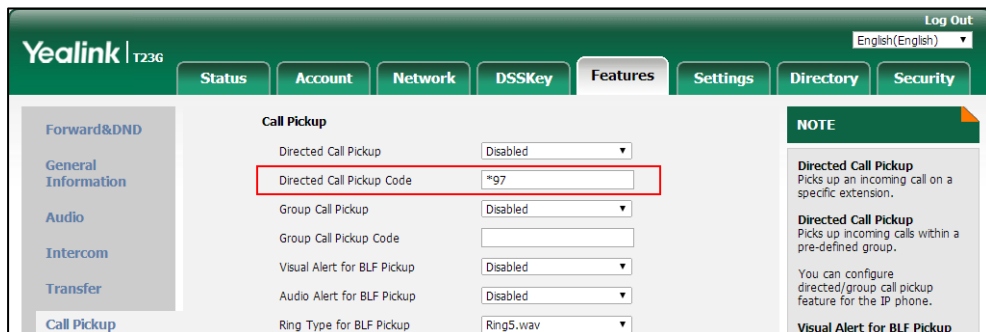 Log Out
Yealink T23G
English(English)
Status Account Network DSSKey Features Settings Directory Security
Forward&DND
General
Information
Audio
Intercom
Transfer
Call Pickup
Call Pickup
Directed Call Pickup Disabled
Directed Call Pickup Code *97
Group Call Pickup Disabled
Group Call Pickup Code
Visual Alert for BLF Pickup Disabled
Audio Alert for BLF Pickup Disabled
Ring Type for BLF Pickup Ring5.wav
NOTE
Directed Call Pickup
Picks up an incoming call on a
specific extension.
Directed Call Pickup
Picks up incoming calls within a
pre-defined group.
You can configure
directed/group call pickup
feature for the IP phone.
Visual Alert for BLF Pickup